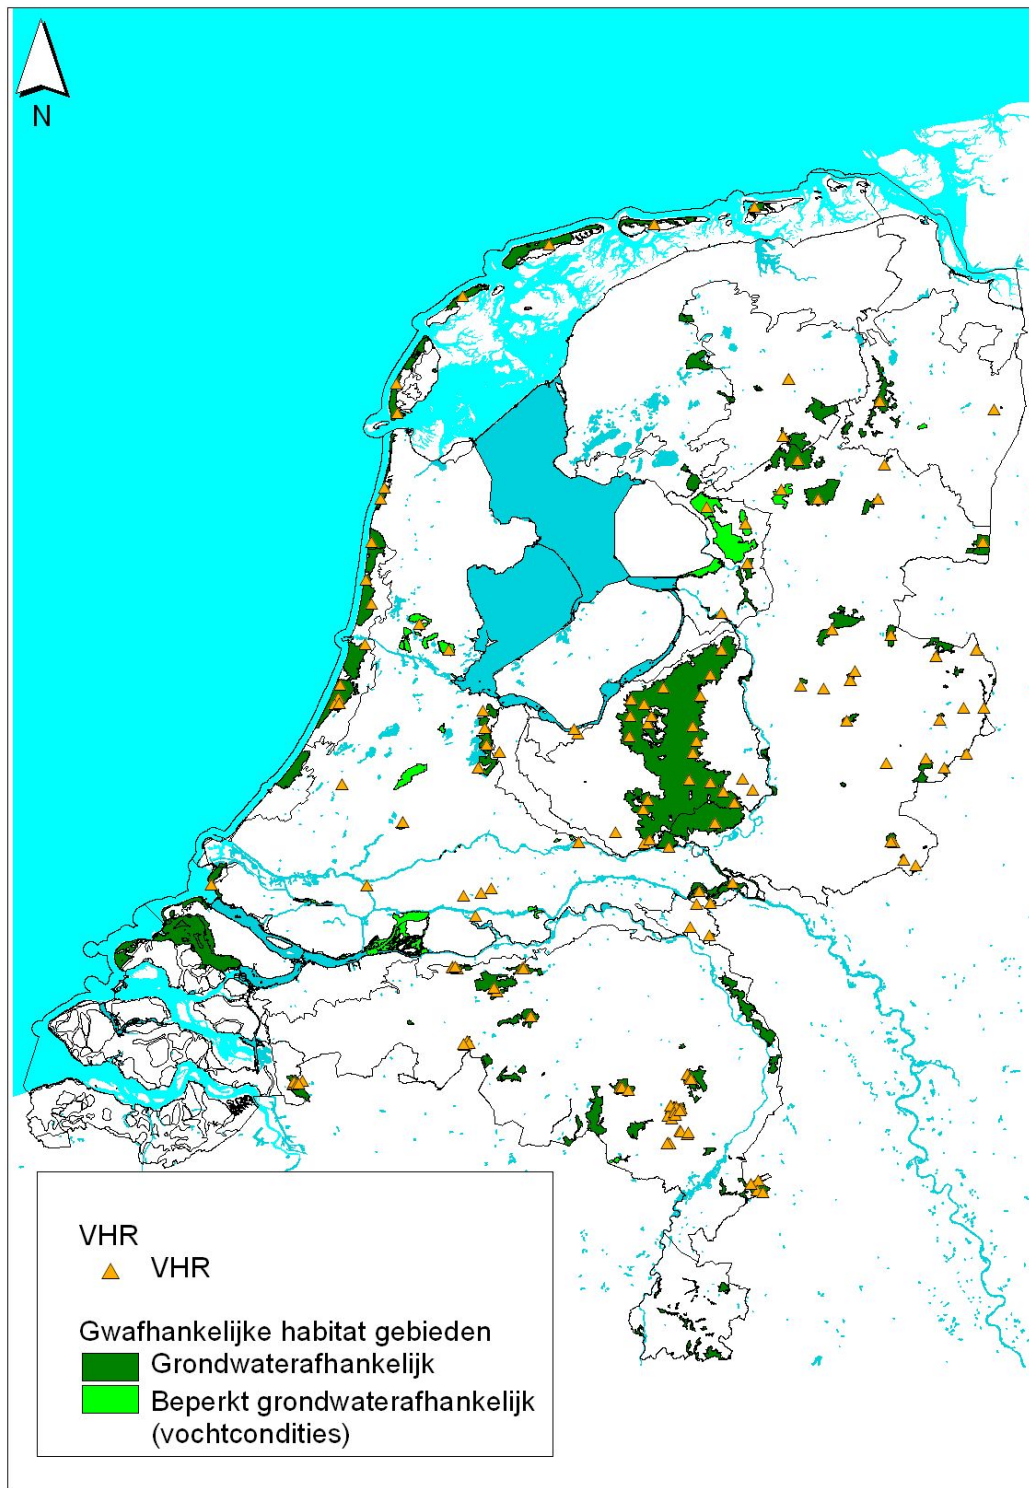 N
VHR
VHR
Gwafhankelijke habitat gebieden
Grondwaterafhankelijk
Beperkt grondwaterafhankelijk
(vochtcondities)